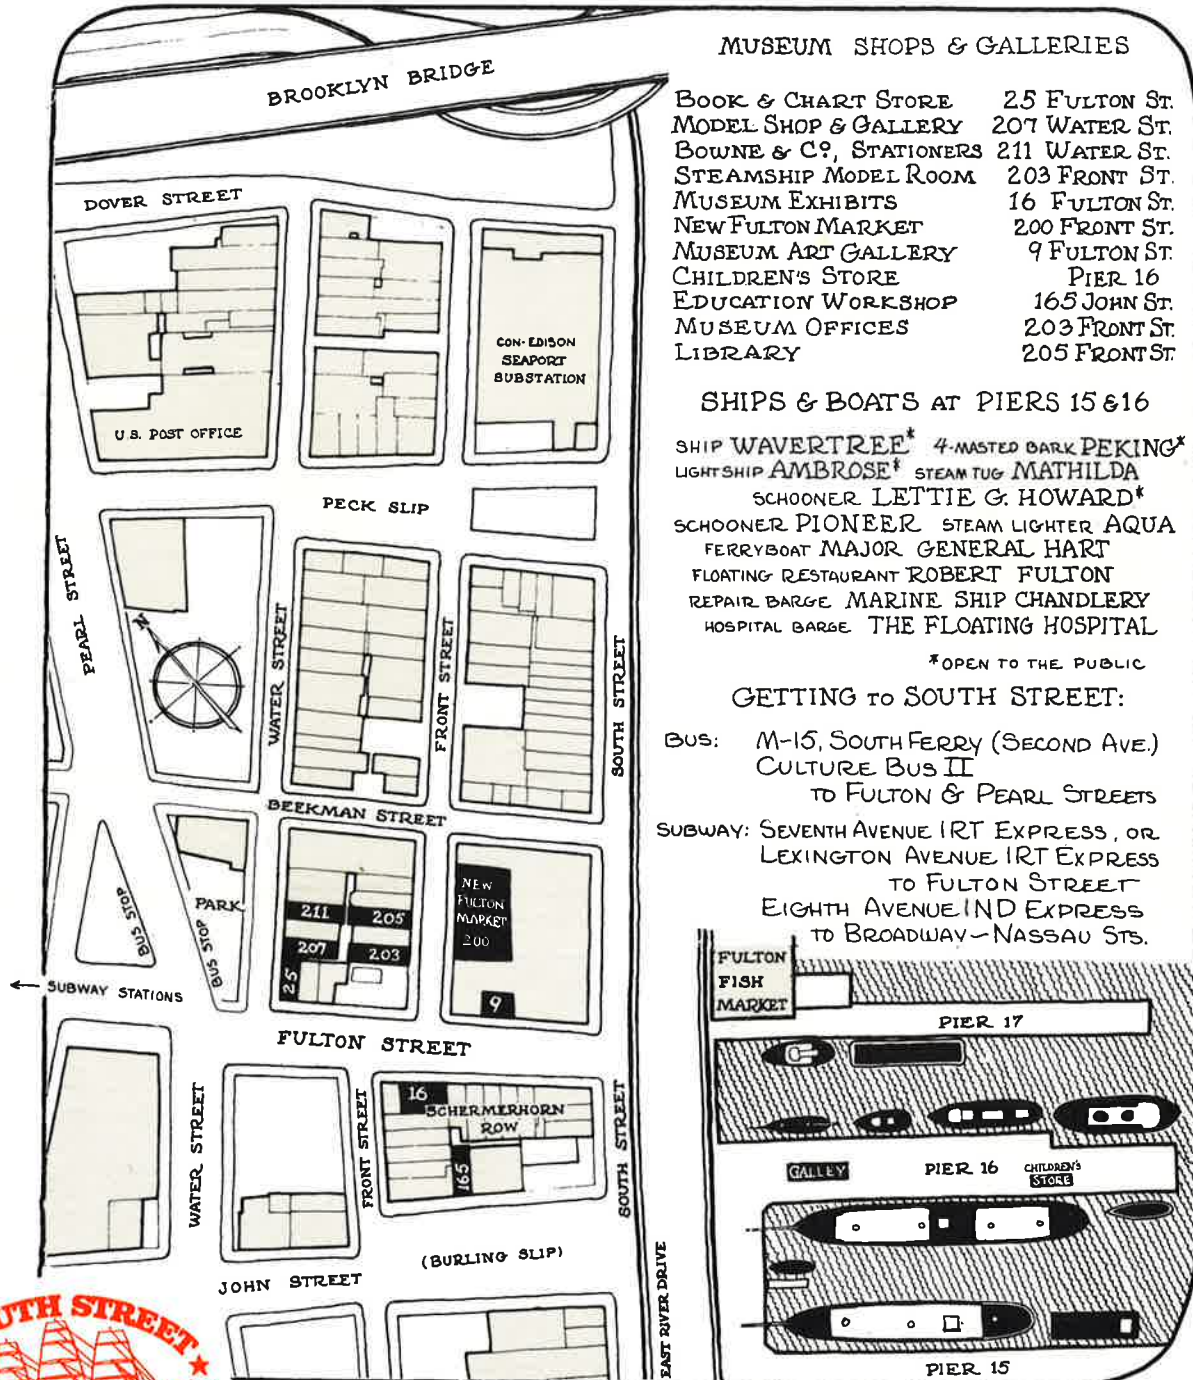 BROOKLYN BRIDGE
DOVER STREET
CON-EDISON
SEAPORT
SUBSTATION
U.S. POST OFFICE
PECK SLIP
PEARL STREET
N
WATER STREET
FRONT STREET
SOUTH STREET
BEEKMAN STREET
BUS STOP
PARK
BUS STOP
211
205
207
203
25
NEW
FULTON
MARKET
200
9
← SUBWAY STATIONS
FULTON STREET
16
SCHERMERHORN
ROW
165
WATER STREET
FRONT STREET
SOUTH STREET
(BURLING SLIP)
JOHN STREET
EAST RIVER DRIVE
UTH STREET ★
MUSEUM SHOPS & GALLERIES
BOOK & CHART STORE 25 FULTON ST.
MODEL SHOP & GALLERY 207 WATER ST.
BOWNE & Cº, STATIONERS 211 WATER ST.
STEAMSHIP MODEL ROOM 203 FRONT ST.
MUSEUM EXHIBITS 16 FULTON ST.
NEW FULTON MARKET 200 FRONT ST.
MUSEUM ART GALLERY 9 FULTON ST.
CHILDREN'S STORE PIER 16
EDUCATION WORKSHOP 165 JOHN ST.
MUSEUM OFFICES 203 FRONT ST.
LIBRARY 205 FRONT ST.
SHIPS & BOATS AT PIERS 15 & 16
SHIP WAVERTREE* 4-MASTED BARK PEKING*
LIGHTSHIP AMBROSE* STEAM TUG MATHILDA
SCHOONER LETTIE G. HOWARD*
SCHOONER PIONEER STEAM LIGHTER AQUA
FERRYBOAT MAJOR GENERAL HART
FLOATING RESTAURANT ROBERT FULTON
REPAIR BARGE MARINE SHIP CHANDLERY
HOSPITAL BARGE THE FLOATING HOSPITAL
*OPEN TO THE PUBLIC
GETTING TO SOUTH STREET:
BUS: M-15, SOUTH FERRY (SECOND AVE.)
CULTURE BUS II
TO FULTON & PEARL STREETS
SUBWAY: SEVENTH AVENUE IRT EXPRESS, OR
LEXINGTON AVENUE IRT EXPRESS
TO FULTON STREET
EIGHTH AVENUE IND EXPRESS
TO BROADWAY-NASSAU STS.
FULTON
FISH
MARKET
PIER 17
GALLEY
PIER 16
CHILDREN'S
STORE
PIER 15